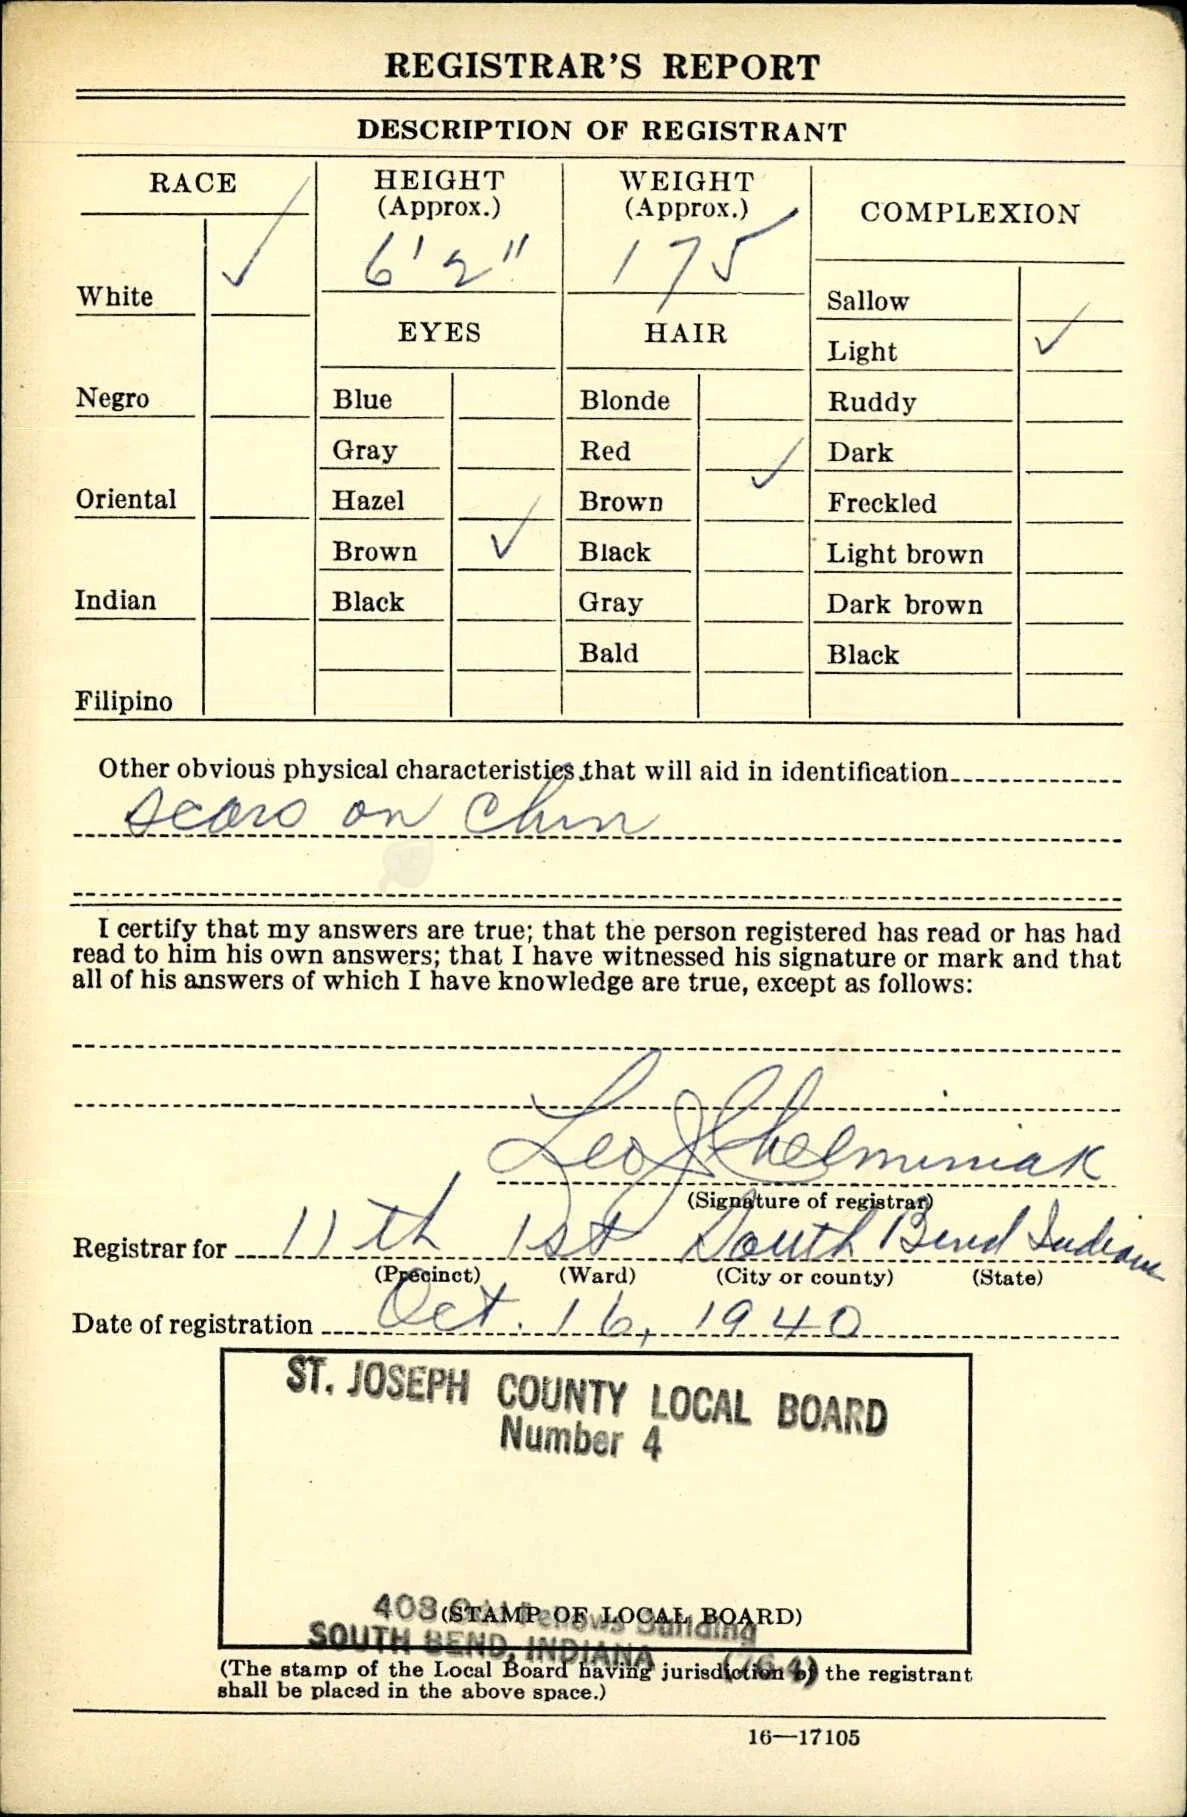 REGISTRAR'S REPORT
DESCRIPTION OF REGISTRANT
RACE
HEIGHT
(Approx.)
WEIGHT
(Approx.)
COMPLEXION
6' 2"
175
White ✓
EYES
HAIR
Sallow
Light ✓
Negro
Blue
Blonde
Ruddy
Gray
Red
Dark
Oriental
Hazel
Brown ✓
Freckled
Brown ✓
Black
Light brown
Indian
Black
Gray
Dark brown
Bald
Black
Filipino
Other obvious physical characteristics that will aid in identification
scars on chin
I certify that my answers are true; that the person registered has read or has had
read to him his own answers; that I have witnessed his signature or mark and that
all of his answers of which I have knowledge are true, except as follows:
Leo J Chelminiak
(Signature of registrar)
Registrar for 11th 1st South Bend Indiana
(Precinct) (Ward) (City or county) (State)
Date of registration Oct. 16, 1940
ST. JOSEPH COUNTY LOCAL BOARD
Number 4
408 Odd Fellows Building
(STAMP OF LOCAL BOARD)
SOUTH BEND, INDIANA (764)
(The stamp of the Local Board having jurisdiction of the registrant
shall be placed in the above space.)
16—17105